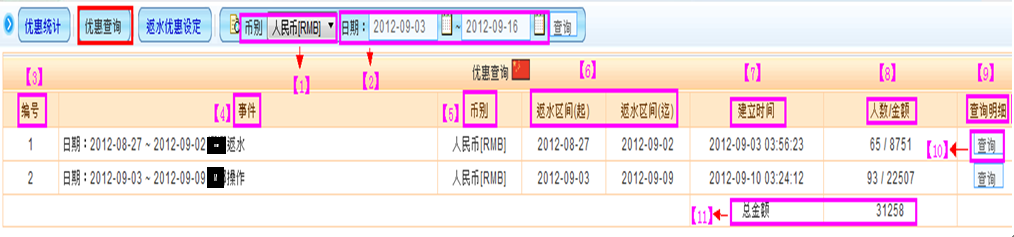 优惠统计 优惠查询 返水优惠设定 币别 人民币[RMB] 日期：2012-09-03 ~ 2012-09-16 查询
【1】 【2】
优惠查询
【3】 【4】 【5】 【6】 【7】 【8】 【9】
编号 事件 币别 返水区间(起) 返水区间(迄) 建立时间 人数/金额 查询明细
1 日期：2012-08-27 ~ 2012-09-02 返水 人民币[RMB] 2012-08-27 2012-09-02 2012-09-03 03:56:23 65 / 8751 【10】 查询
2 日期：2012-09-03 ~ 2012-09-09 操作 人民币[RMB] 2012-09-03 2012-09-09 2012-09-10 03:24:12 93 / 22507 查询
【11】 总金额 31258